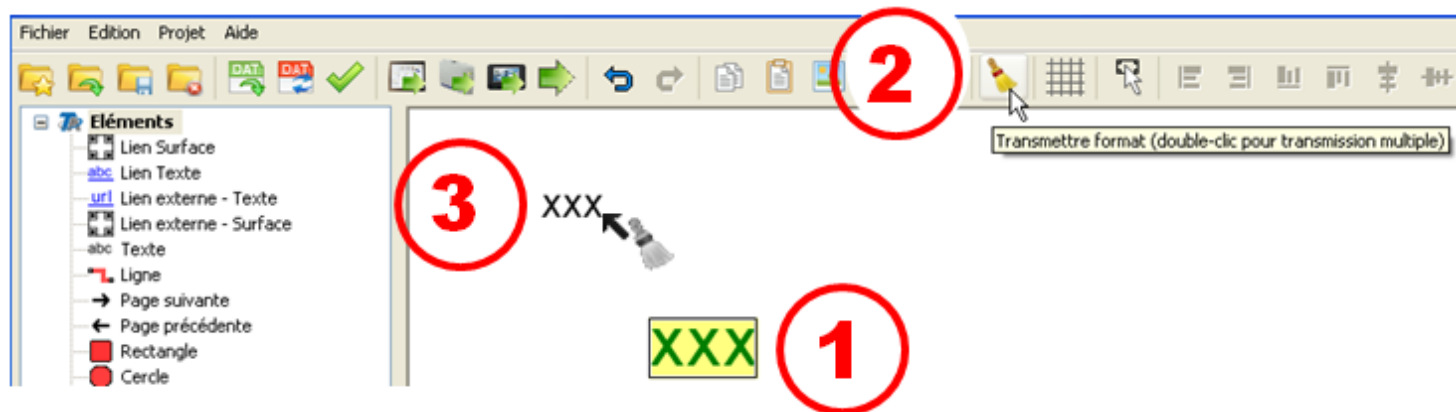 Fichier Edition Projet Aide
DAT DAT
2
Transmettre format (double-clic pour transmission multiple)
TR Eléments
Lien Surface
abc Lien Texte
url Lien externe - Texte
Lien externe - Surface
abc Texte
Ligne
Page suivante
Page précédente
Rectangle
Cercle
3
XXX
XXX
1